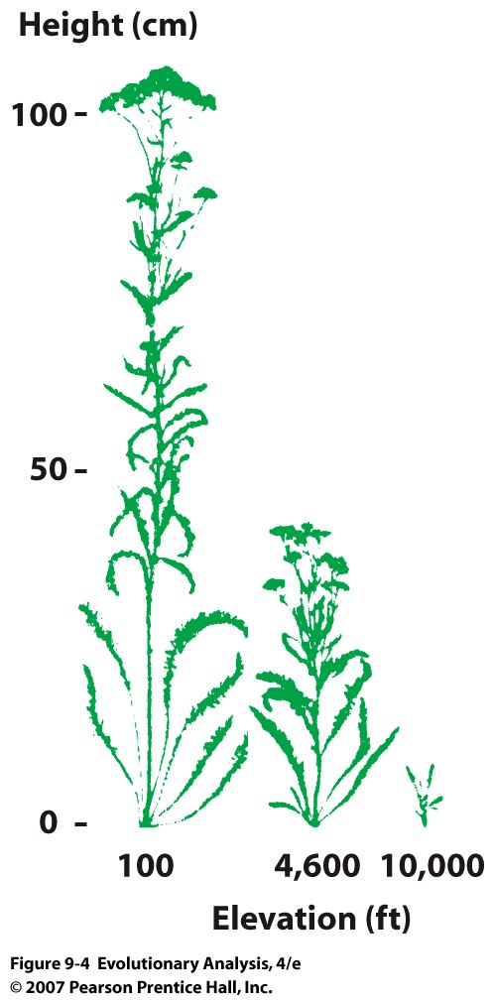 Height (cm)
100 -
50 -
0 -
100 4,600 10,000
Elevation (ft)
Figure 9-4 Evolutionary Analysis, 4/e
© 2007 Pearson Prentice Hall, Inc.